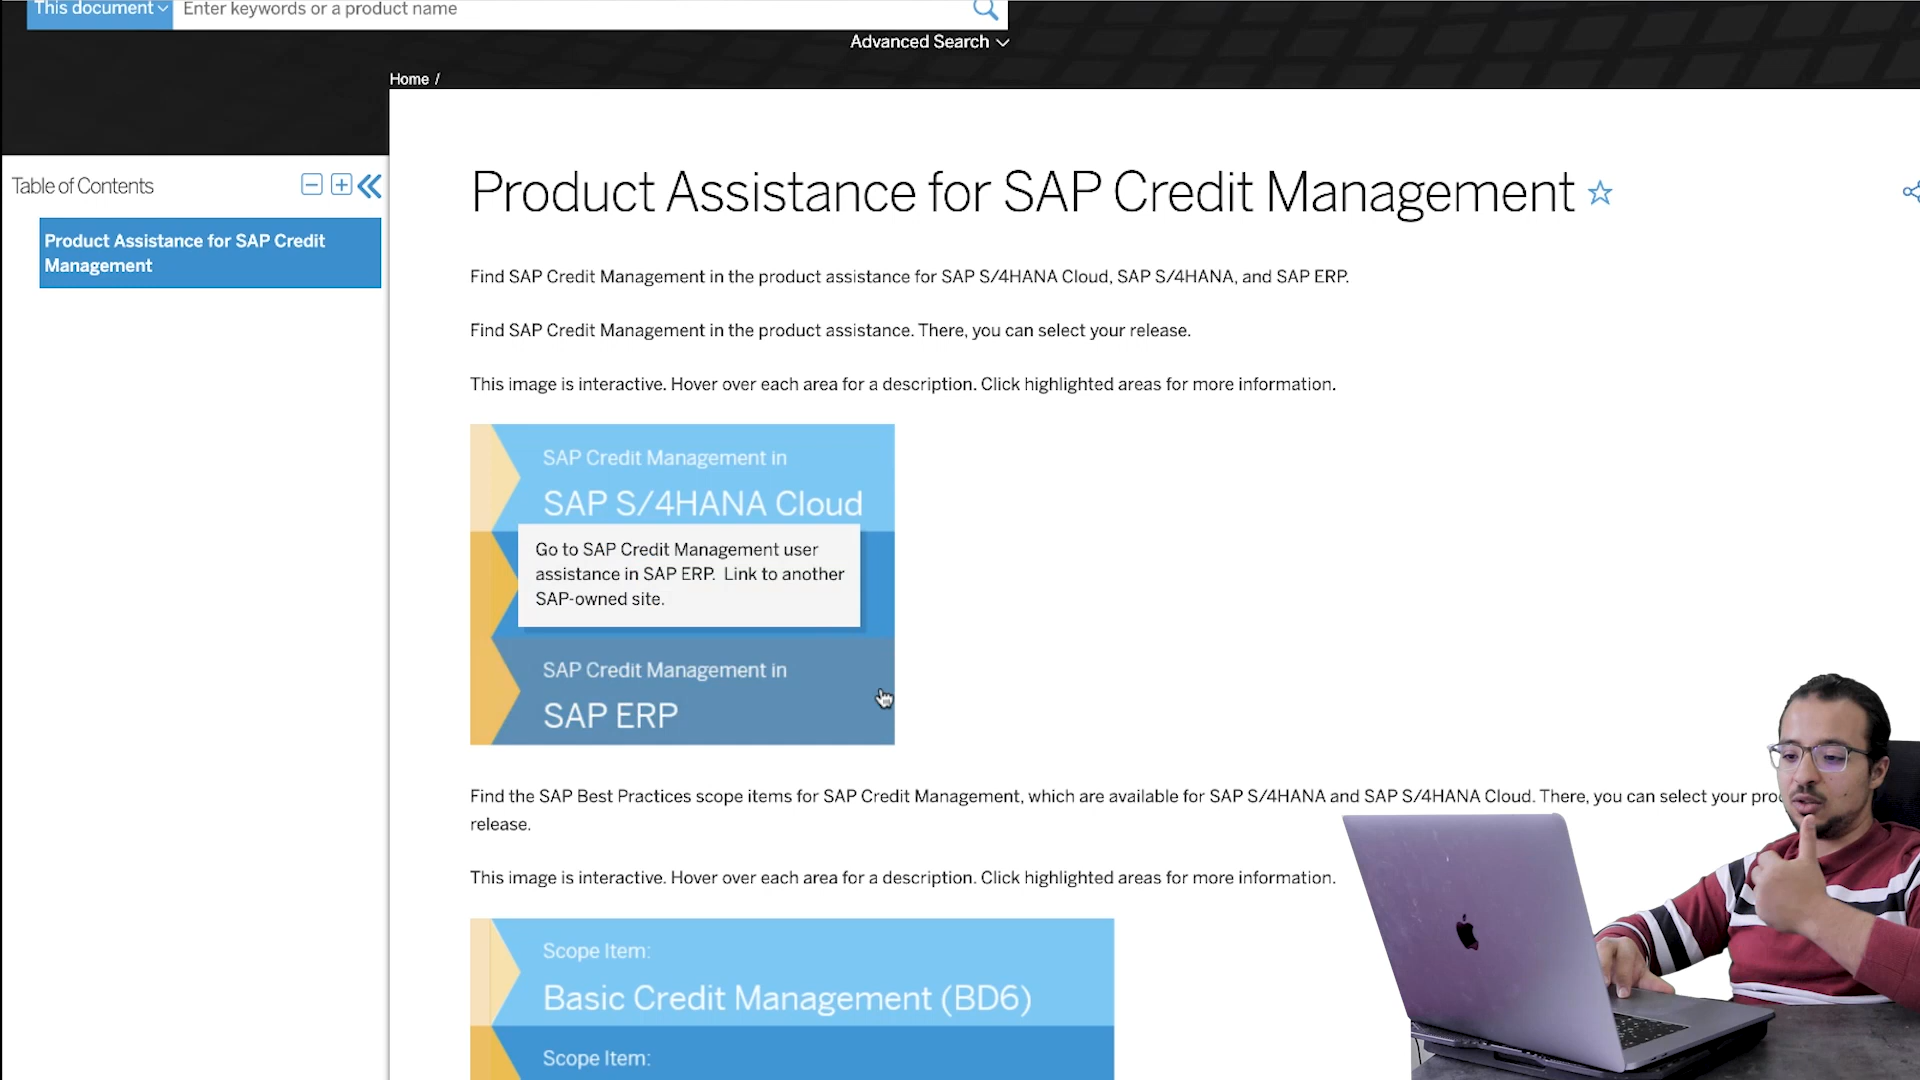 This document
Enter keywords or a product name
Advanced Search
Home /
Table of Contents
Product Assistance for SAP Credit
Management
Product Assistance for SAP Credit Management
Find SAP Credit Management in the product assistance for SAP S/4HANA Cloud, SAP S/4HANA, and SAP ERP.
Find SAP Credit Management in the product assistance. There, you can select your release.
This image is interactive. Hover over each area for a description. Click highlighted areas for more information.
SAP Credit Management in
SAP S/4HANA Cloud
Go to SAP Credit Management user
assistance in SAP ERP. Link to another
SAP-owned site.
SAP Credit Management in
SAP ERP
Find the SAP Best Practices scope items for SAP Credit Management, which are available for SAP S/4HANA and SAP S/4HANA Cloud. There, you can select your
release.
This image is interactive. Hover over each area for a description. Click highlighted areas for more information.
Scope Item:
Basic Credit Management (BD6)
Scope Item: